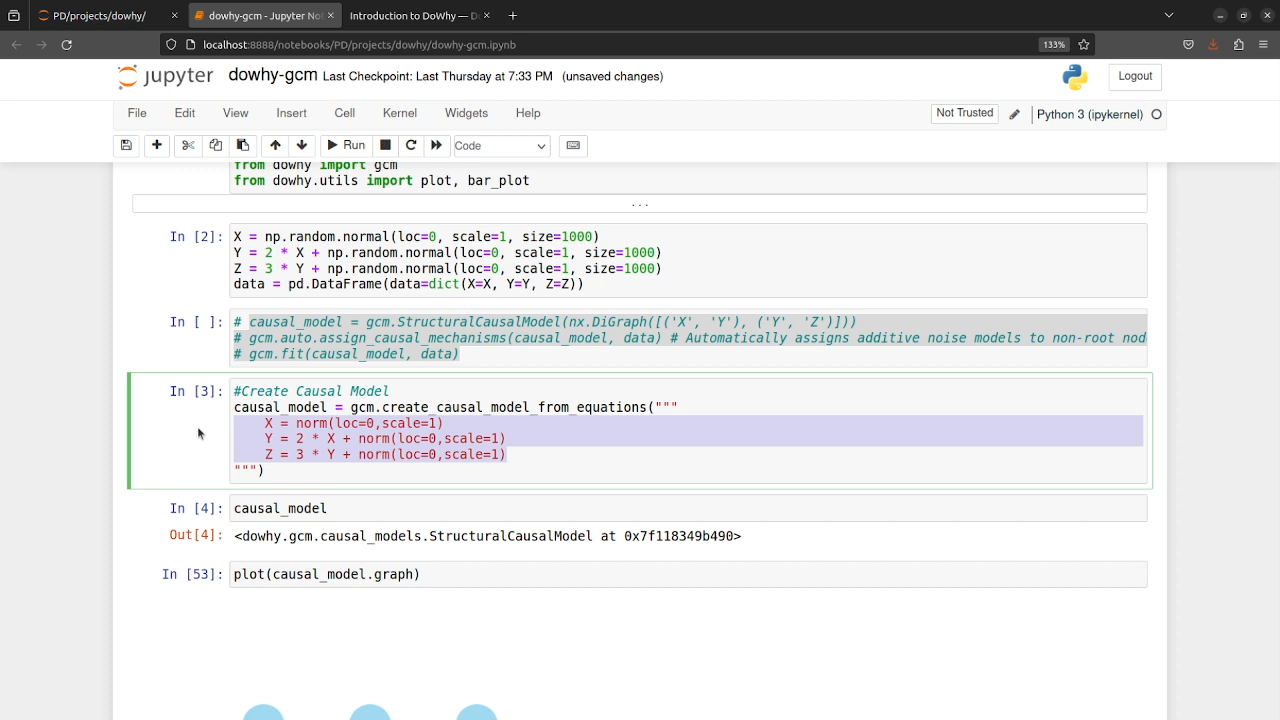 PD/projects/dowhy/
dowhy-gcm - Jupyter Not
Introduction to DoWhy — D
localhost:8888/notebooks/PD/projects/dowhy/dowhy-gcm.ipynb
133%
jupyter dowhy-gcm Last Checkpoint: Last Thursday at 7:33 PM (unsaved changes)
Logout
File Edit View Insert Cell Kernel Widgets Help
Not Trusted
Python 3 (ipykernel)
Run
Code
from dowhy import gcm
from dowhy.utils import plot, bar_plot
...
In [2]: X = np.random.normal(loc=0, scale=1, size=1000)
Y = 2 * X + np.random.normal(loc=0, scale=1, size=1000)
Z = 3 * Y + np.random.normal(loc=0, scale=1, size=1000)
data = pd.DataFrame(data=dict(X=X, Y=Y, Z=Z))
In [ ]: # causal_model = gcm.StructuralCausalModel(nx.DiGraph([('X', 'Y'), ('Y', 'Z')]))
# gcm.auto.assign_causal_mechanisms(causal_model, data) # Automatically assigns additive noise models to non-root nod
# gcm.fit(causal_model, data)
In [3]: #Create Causal Model
causal_model = gcm.create_causal_model_from_equations("""
X = norm(loc=0,scale=1)
Y = 2 * X + norm(loc=0,scale=1)
Z = 3 * Y + norm(loc=0,scale=1)
""")
In [4]: causal_model
Out[4]: <dowhy.gcm.causal_models.StructuralCausalModel at 0x7f118349b490>
In [53]: plot(causal_model.graph)